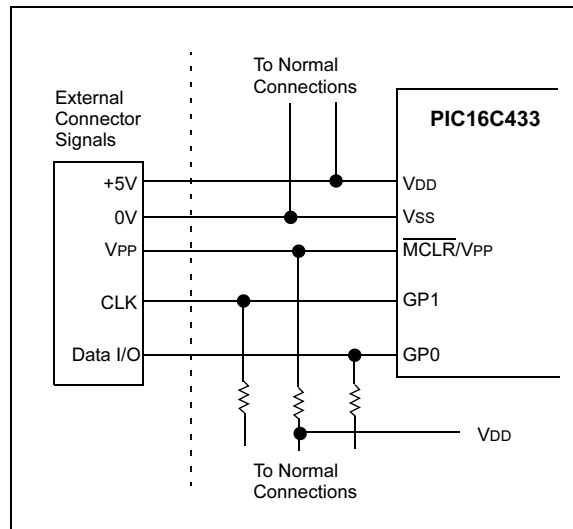 To Normal
Connections
External
Connector
Signals
PIC16C433
+5V
VDD
0V
VSS
VPP
MCLR/VPP
CLK
GP1
Data I/O
GP0
VDD
To Normal
Connections